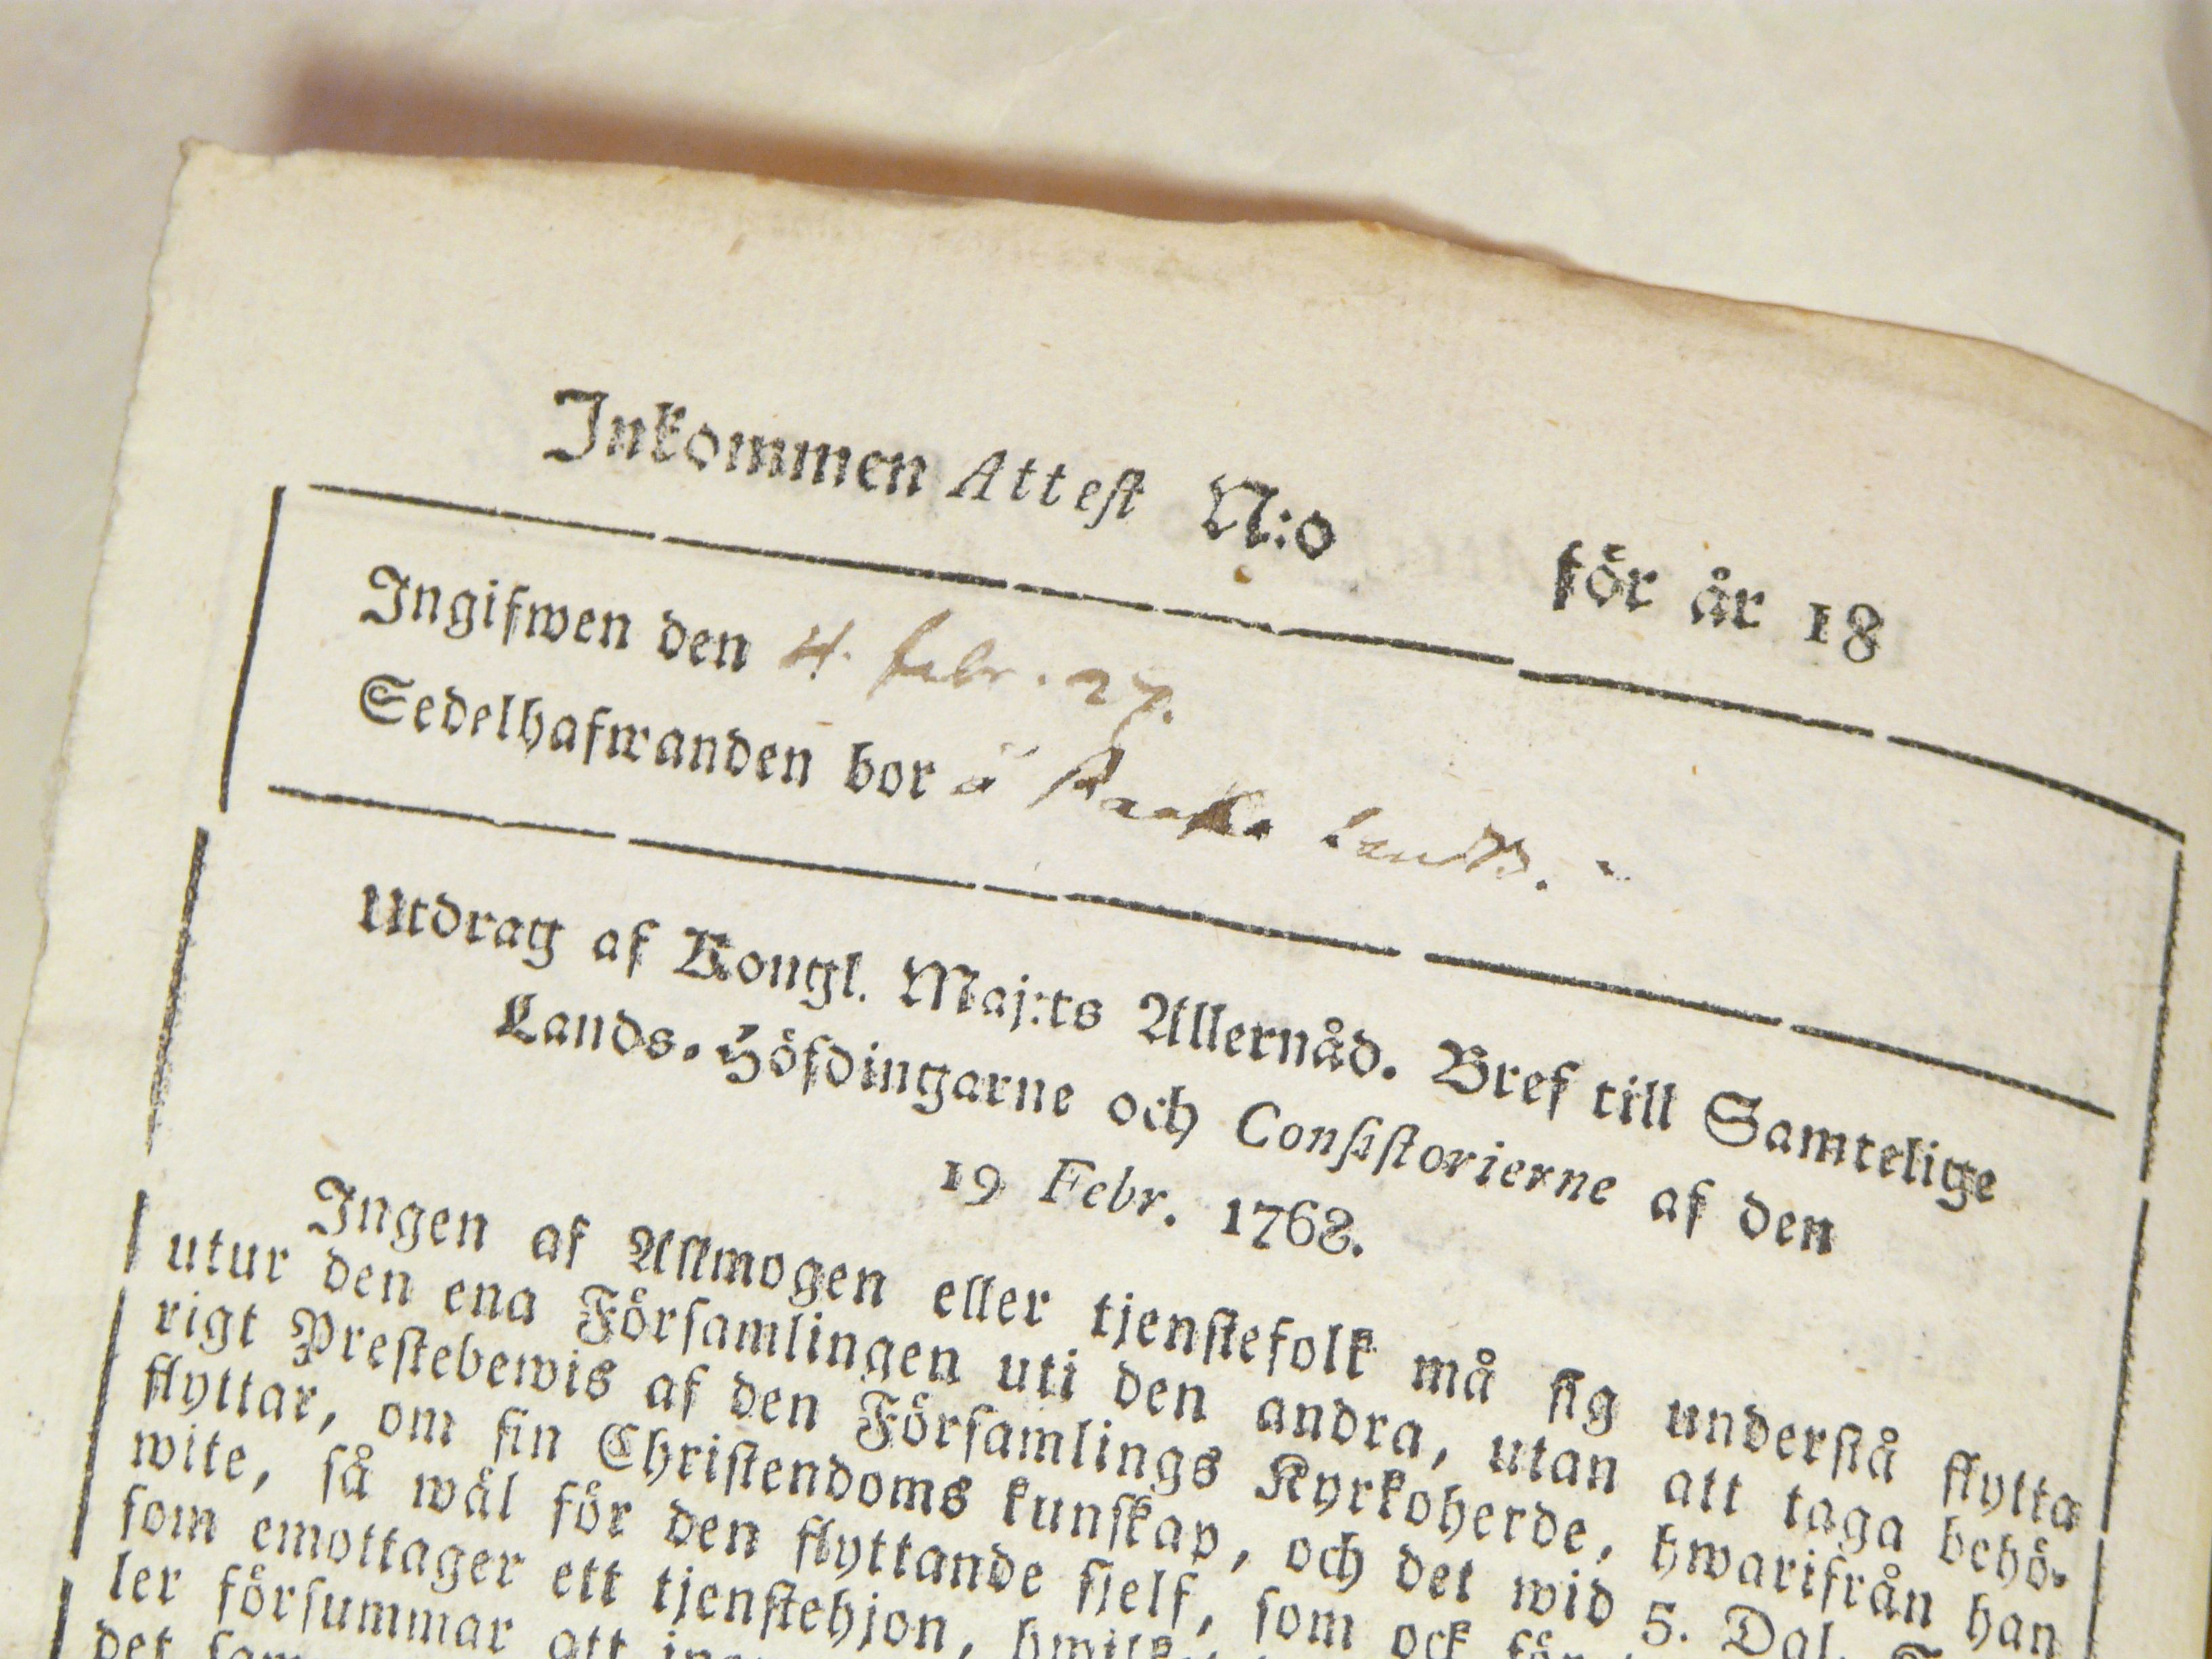 Inkommen Attest N:o för år 18
Ingifwen den 4. febr. 27.
Sedelhafwanden bor å
Utdrag af Kongl. Maj:ts Allernåd. Bref till Samtelige
Lands-Höfdingarne och Consistorierne af den
19 Febr. 1768.
Ingen af Allmogen eller tjenstefolk må sig understå flytta
utur den ena Församlingen uti den andra, utan att taga behö-
rigt Prestebewis af den Församlings Kyrkoherde, hwarifrån han
flyttar, om sin Christendoms kunskap, och det wid 5. Dal.
wite, så wäl för den flyttande sjelf, som ock
som emottager ett tjenstehjon,
ler försummar att
det